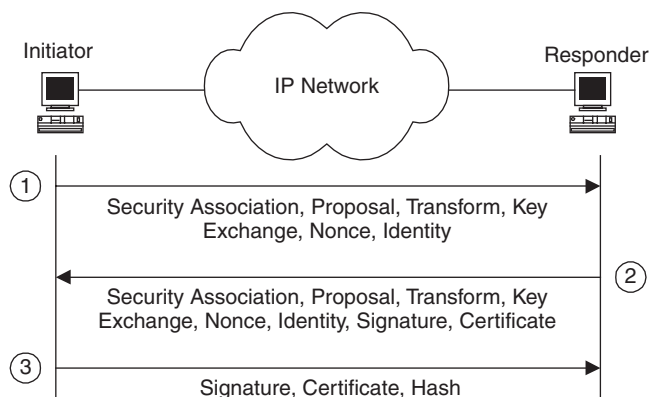 Initiator
Responder
IP Network
1
Security Association, Proposal, Transform, Key
Exchange, Nonce, Identity
2
Security Association, Proposal, Transform, Key
Exchange, Nonce, Identity, Signature, Certificate
3
Signature, Certificate, Hash